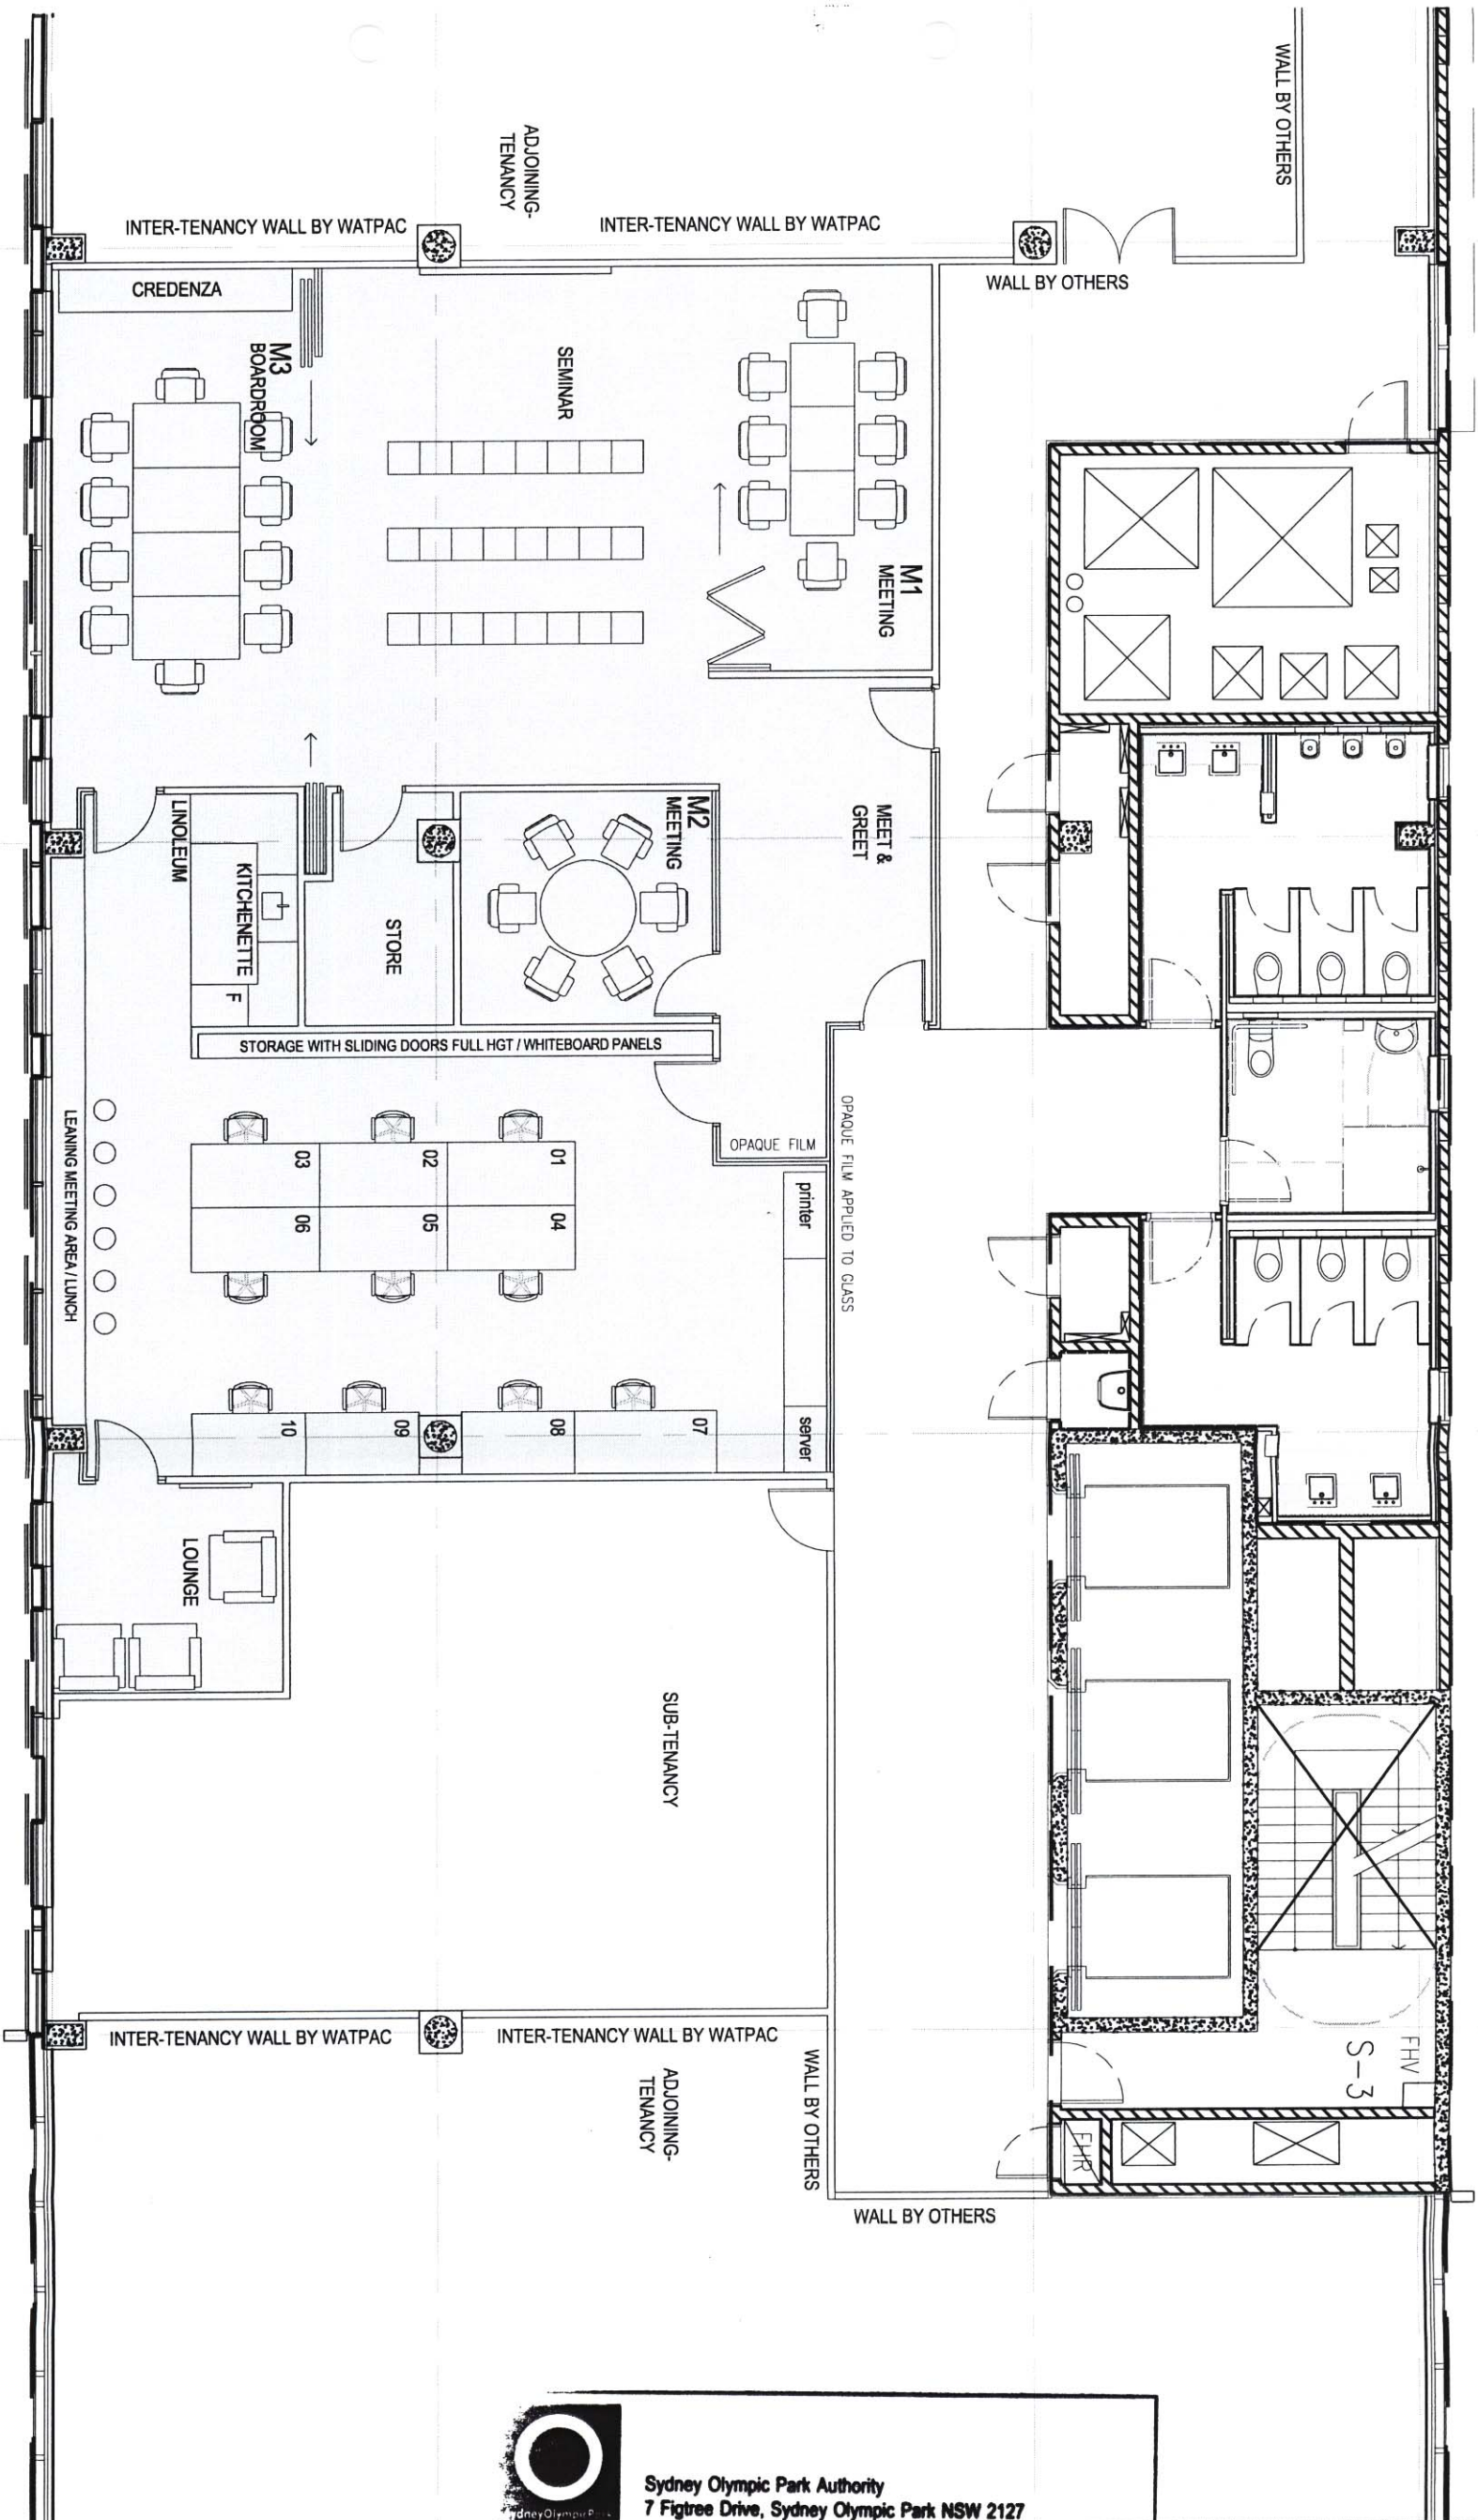 WALL BY OTHERS
ADJOINING-
TENANCY
INTER-TENANCY WALL BY WATPAC
INTER-TENANCY WALL BY WATPAC
WALL BY OTHERS
CREDENZA
M3
BOARDROOM
SEMINAR
M1
MEETING
M2
MEETING
MEET &
GREET
LINOLEUM
KITCHENETTE
F
STORE
STORAGE WITH SLIDING DOORS FULL HGT / WHITEBOARD PANELS
LEANING MEETING AREA / LUNCH
OPAQUE FILM
OPAQUE FILM APPLIED TO GLASS
03
02
01
06
05
04
printer
server
10
09
08
07
LOUNGE
SUB-TENANCY
INTER-TENANCY WALL BY WATPAC
INTER-TENANCY WALL BY WATPAC
WALL BY OTHERS
ADJOINING-
TENANCY
WALL BY OTHERS
FHV
S-3
FHR
SydneyOlympicPark
Sydney Olympic Park Authority
7 Figtree Drive, Sydney Olympic Park NSW 2127